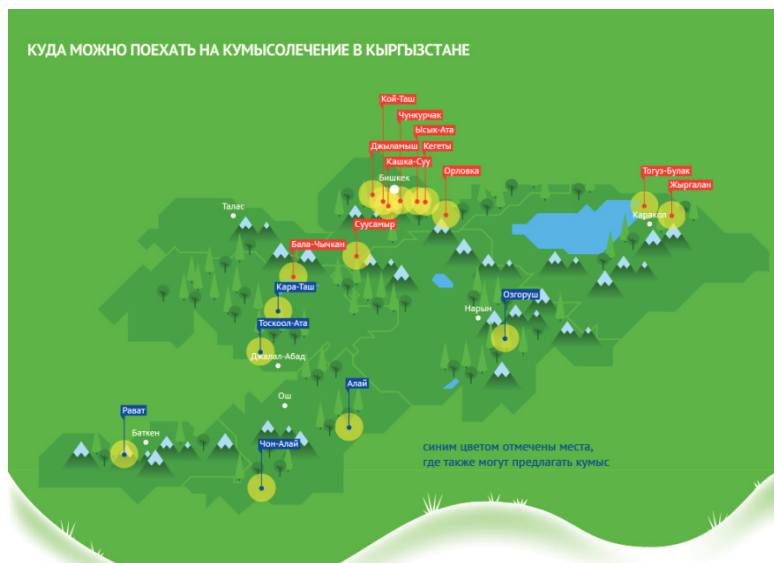 КУДА МОЖНО ПОЕХАТЬ НА КУМЫСОЛЕЧЕНИЕ В КЫРГЫЗСТАНЕ
Кой-Таш
Чункурчак
Ысык-Ата
Джыламыш
Кегеты
Кашка-Суу
Бишкек
Орловка
Тогуз-Булак
Жыргалан
Талас
Каракол
Суусамыр
Бала-Чычкан
Кара-Таш
Озгоруш
Тоскоол-Ата
Нарын
Джалал-Абад
Алай
Ош
Рават
Баткен
Чон-Алай
синим цветом отмечены места,
где также могут предлагать кумыс